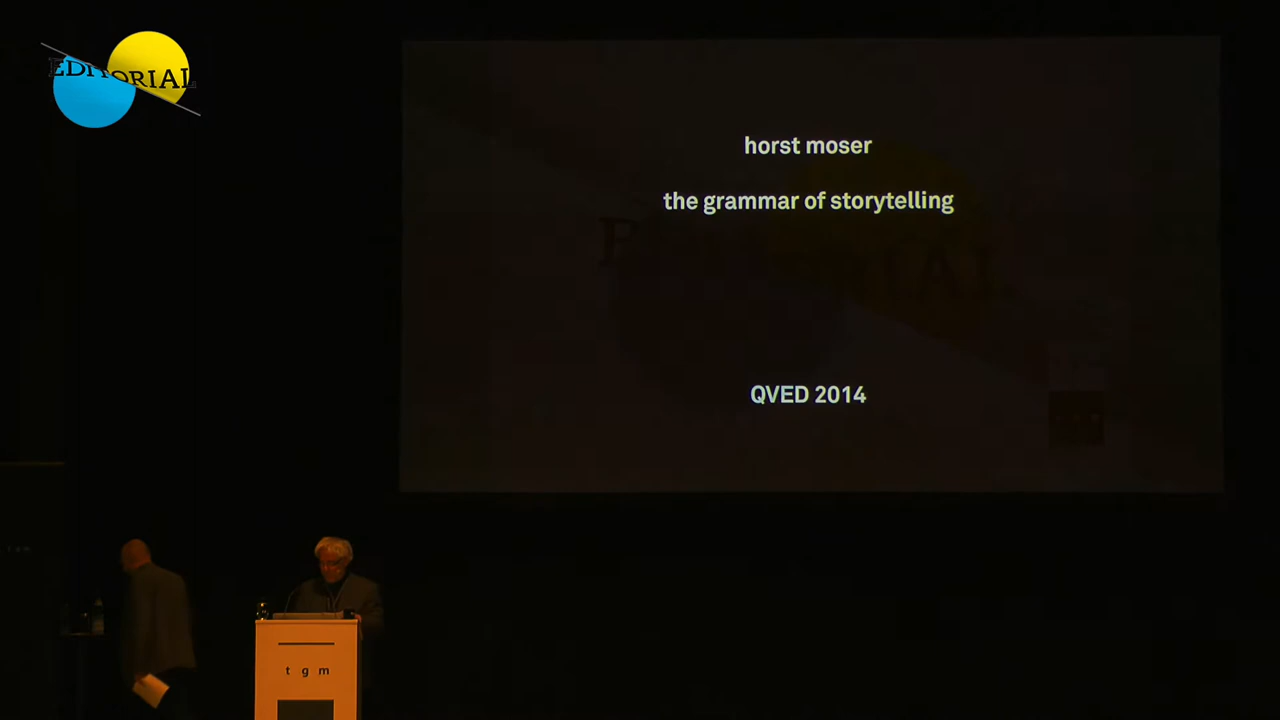 EDITORIAL
horst moser
the grammar of storytelling
QVED 2014
t g m